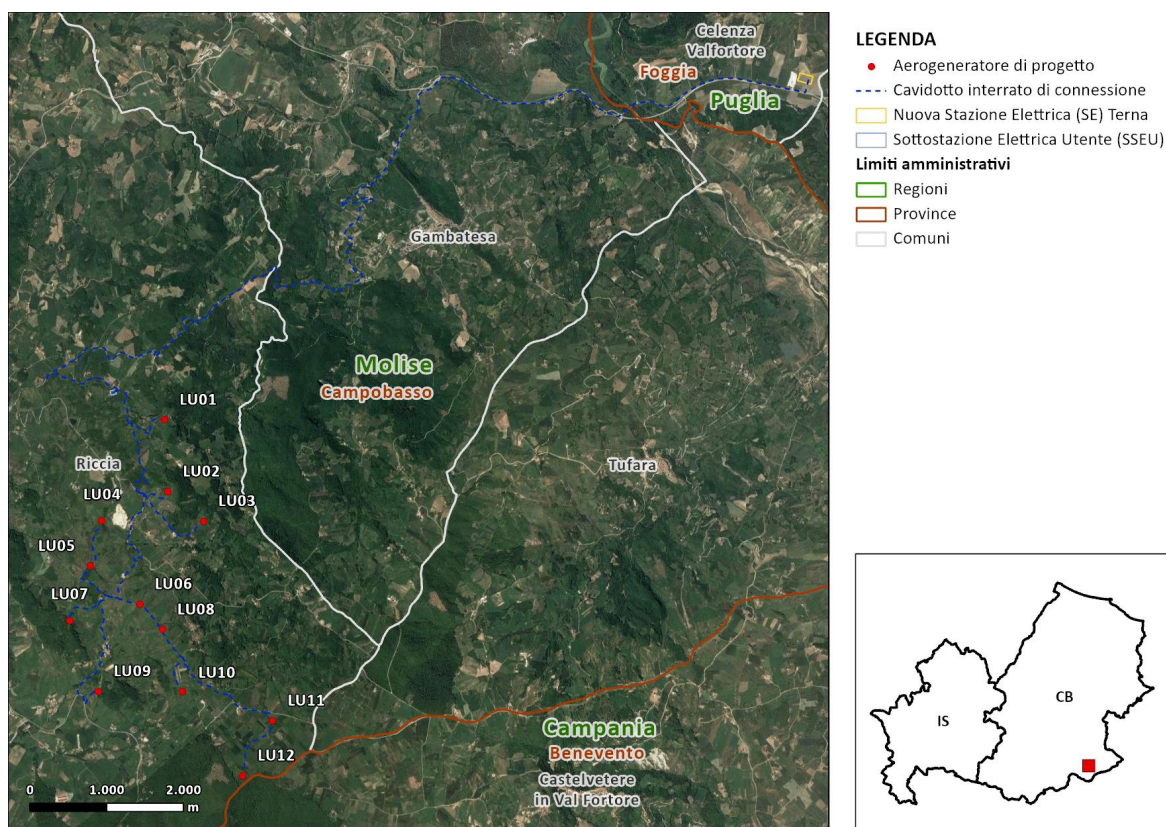 Celenza
Valfortore
Foggia
Puglia
Gambatesa
Molise
Campobasso
LU01
Riccia
LU02
Tufara
LU04
LU03
LU05
LU06
LU07
LU08
LU09
LU10
LU11
Campania
Benevento
LU12
Castelvetere
in Val Fortore
0 1.000 2.000
m
LEGENDA
Aerogeneratore di progetto
Cavidotto interrato di connessione
Nuova Stazione Elettrica (SE) Terna
Sottostazione Elettrica Utente (SSEU)
Limiti amministrativi
Regioni
Province
Comuni
CB
IS